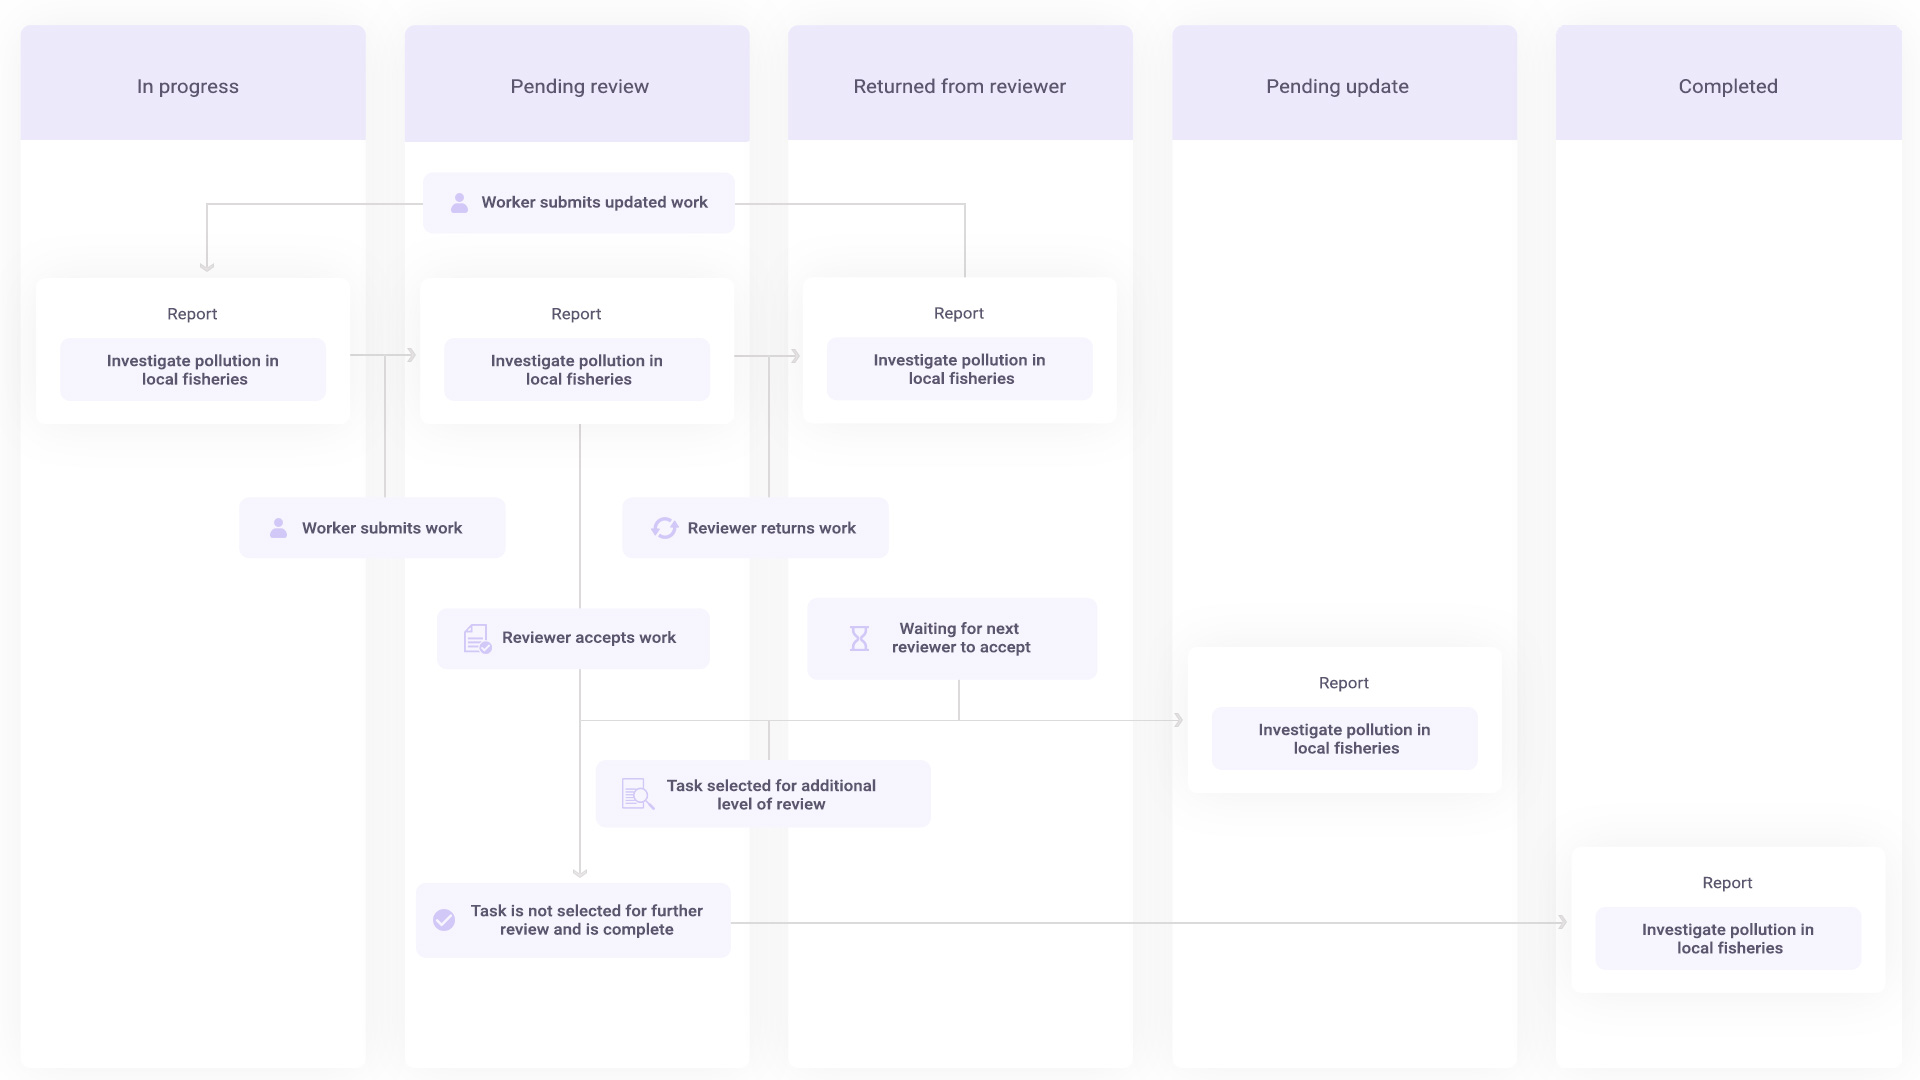 In progress
Pending review
Returned from reviewer
Pending update
Completed
Worker submits updated work
Report
Investigate pollution in
local fisheries
Report
Investigate pollution in
local fisheries
Report
Investigate pollution in
local fisheries
Worker submits work
Reviewer returns work
Reviewer accepts work
Waiting for next
reviewer to accept
Report
Investigate pollution in
local fisheries
Task selected for additional
level of review
Task is not selected for further
review and is complete
Report
Investigate pollution in
local fisheries